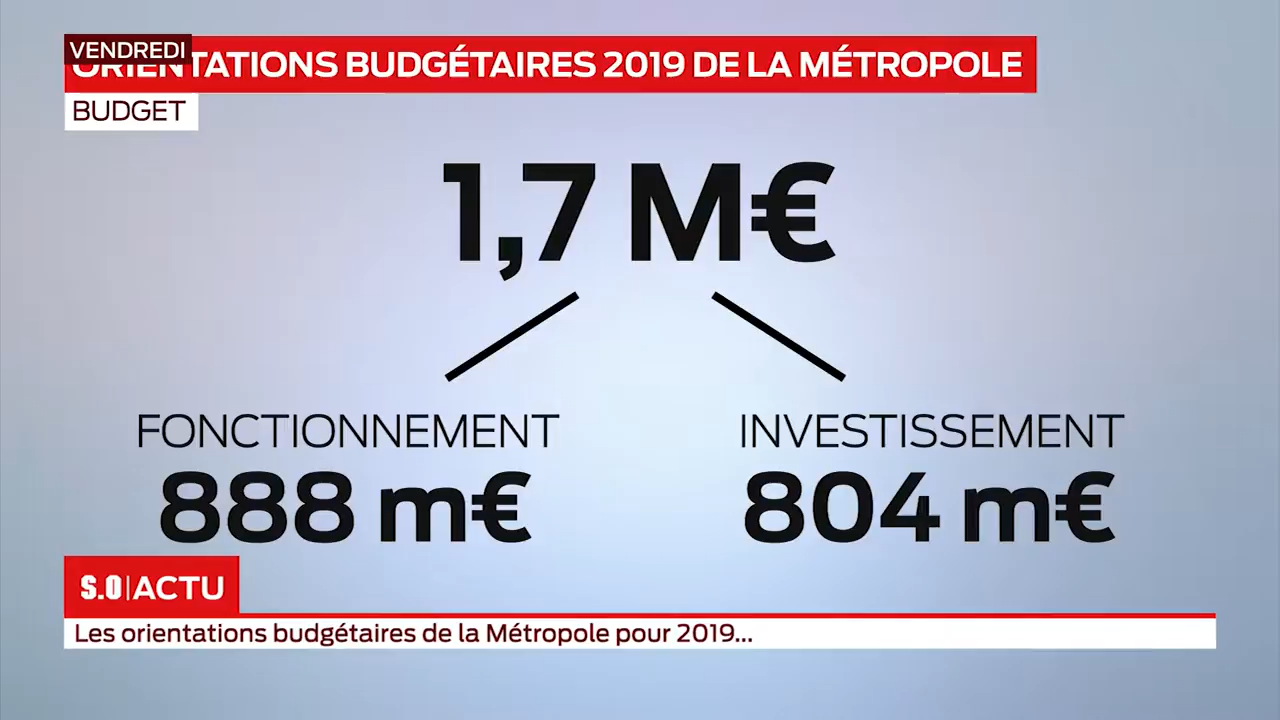 VENDREDI
ORIENTATIONS BUDGÉTAIRES 2019 DE LA MÉTROPOLE
BUDGET
1,7 M€
FONCTIONNEMENT
888 m€
INVESTISSEMENT
804 m€
S.O|ACTU
Les orientations budgétaires de la Métropole pour 2019...